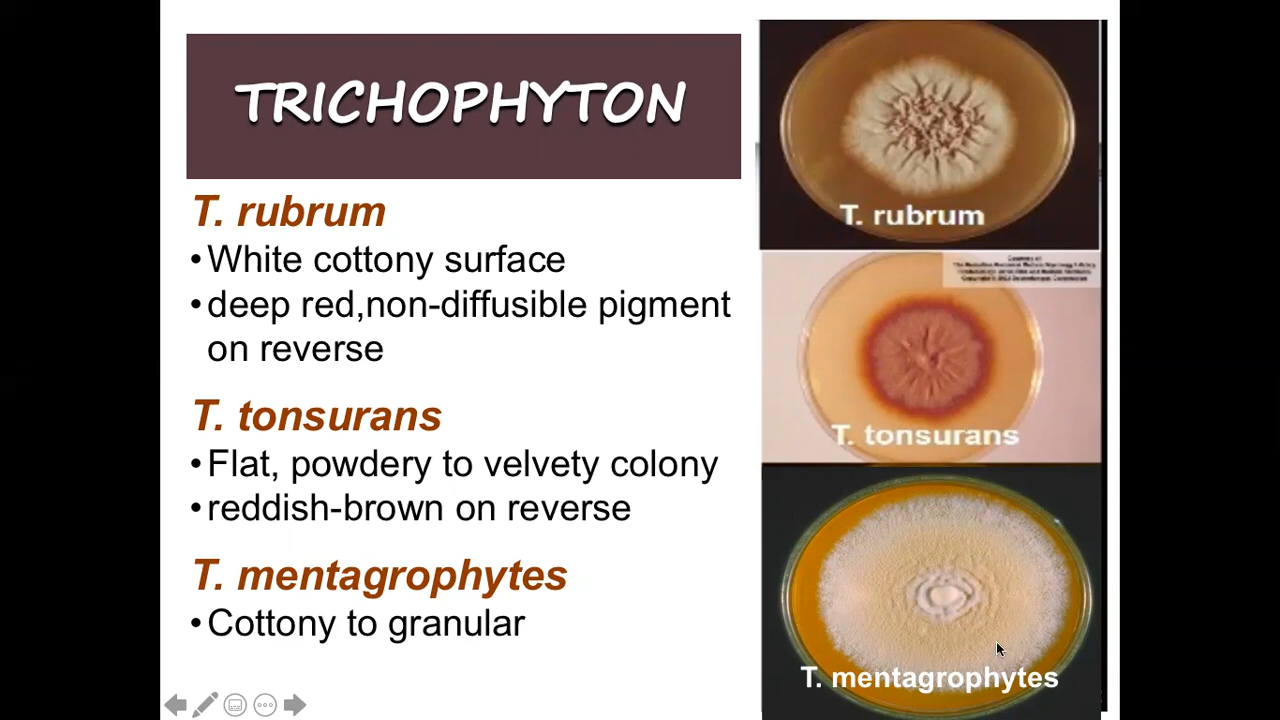 TRICHOPHYTON
T. rubrum
•White cottony surface
•deep red,non-diffusible pigment
on reverse
T. tonsurans
•Flat, powdery to velvety colony
•reddish-brown on reverse
T. mentagrophytes
•Cottony to granular
T. rubrum
T. tonsurans
T. mentagrophytes